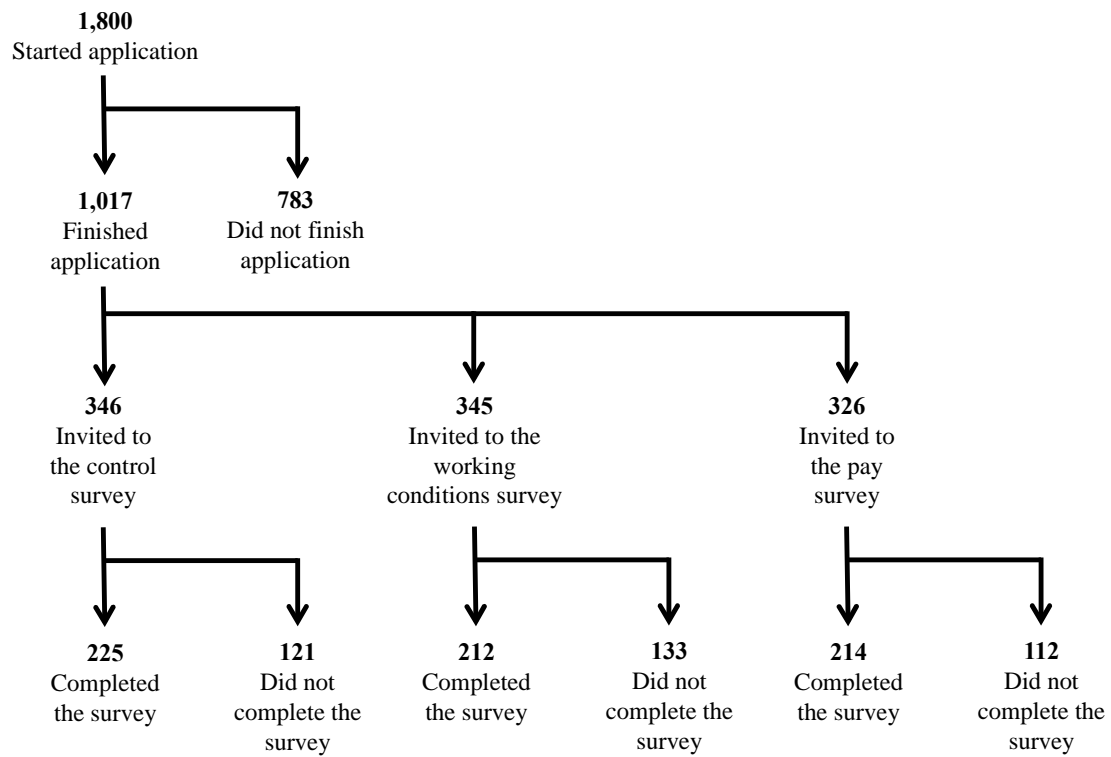 1,800
Started application
1,017
Finished
application
783
Did not finish
application
346
Invited to
the control
survey
345
Invited to the
working
conditions survey
326
Invited to
the pay
survey
225
Completed
the survey
121
Did not
complete the
survey
212
Completed
the survey
133
Did not
complete the
survey
214
Completed
the survey
112
Did not
complete the
survey